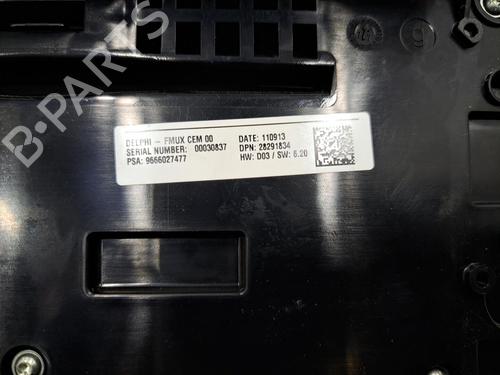 DELPHI - FMUX CEM 00 DATE: 110913
SERIAL NUMBER: 00030837 DPN: 28291834
PSA: 9666027477 HW: D03 / SW: 6.20
B-PARTS
9